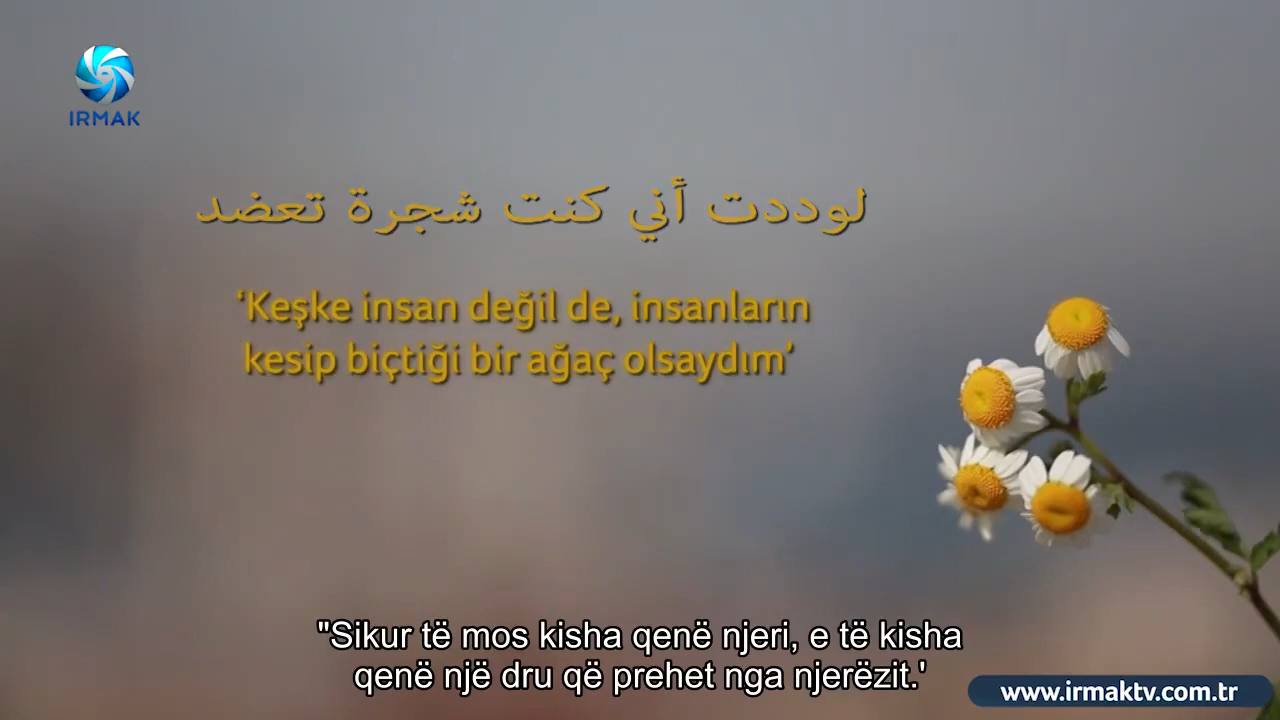 IRMAK
لوددت أني كنت شجرة تعضد
‘Keşke insan değil de, insanların
kesip biçtiği bir ağaç olsaydım’
"Sikur të mos kisha qenë njeri, e të kisha
qenë një dru që prehet nga njerëzit.'
www.irmaktv.com.tr